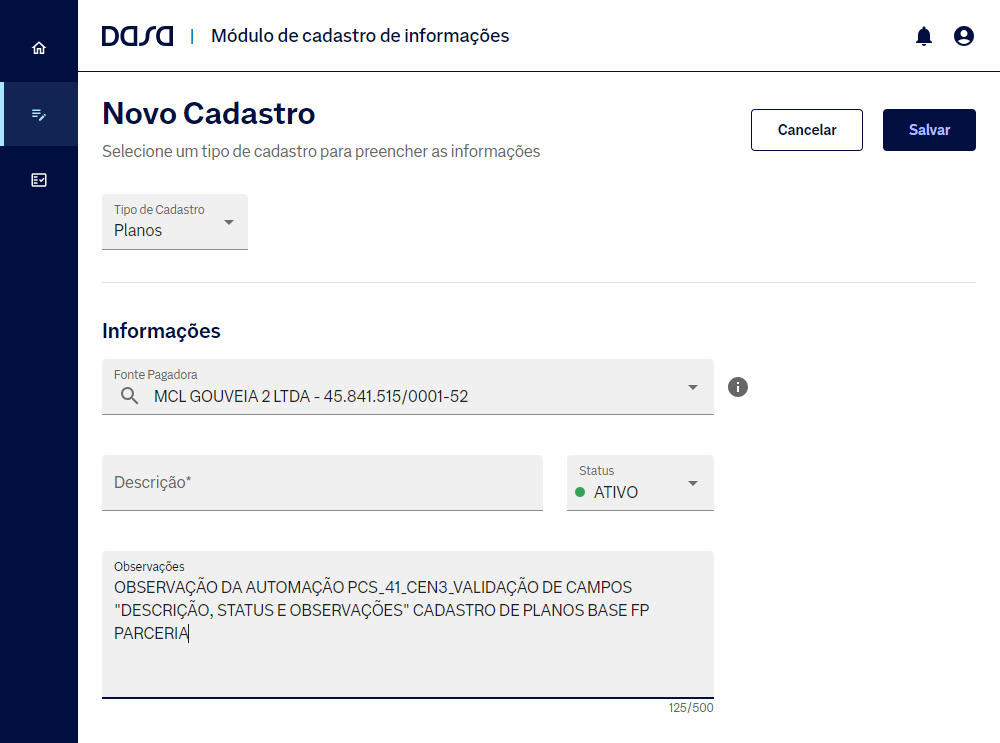 DASA | Módulo de cadastro de informações
Novo Cadastro
Selecione um tipo de cadastro para preencher as informações
Cancelar
Salvar
Tipo de Cadastro
Planos
Informações
Fonte Pagadora
MCL GOUVEIA 2 LTDA - 45.841.515/0001-52
Descrição*
Status
ATIVO
Observações
OBSERVAÇÃO DA AUTOMAÇÃO PCS_41_CEN3_VALIDAÇÃO DE CAMPOS
"DESCRIÇÃO, STATUS E OBSERVAÇÕES" CADASTRO DE PLANOS BASE FP
PARCERIA
125/500